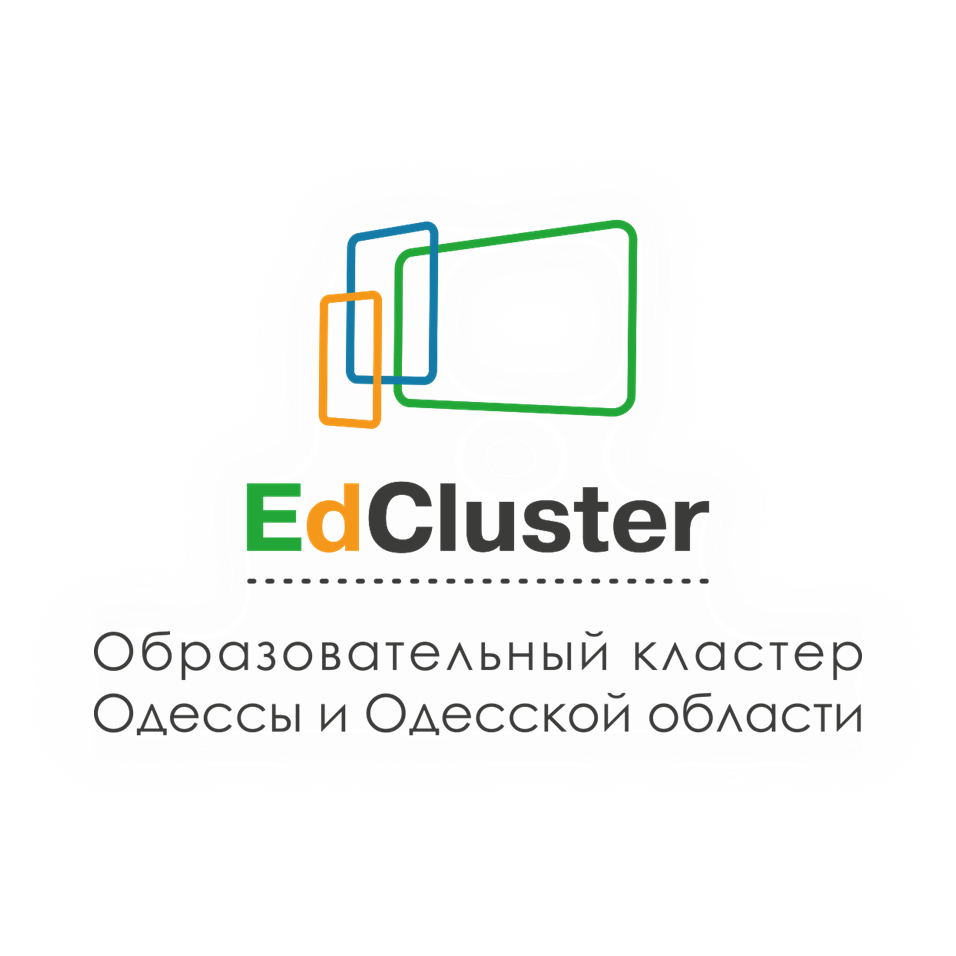 EdCluster
Образовательный кластер
Одессы и Одесской области